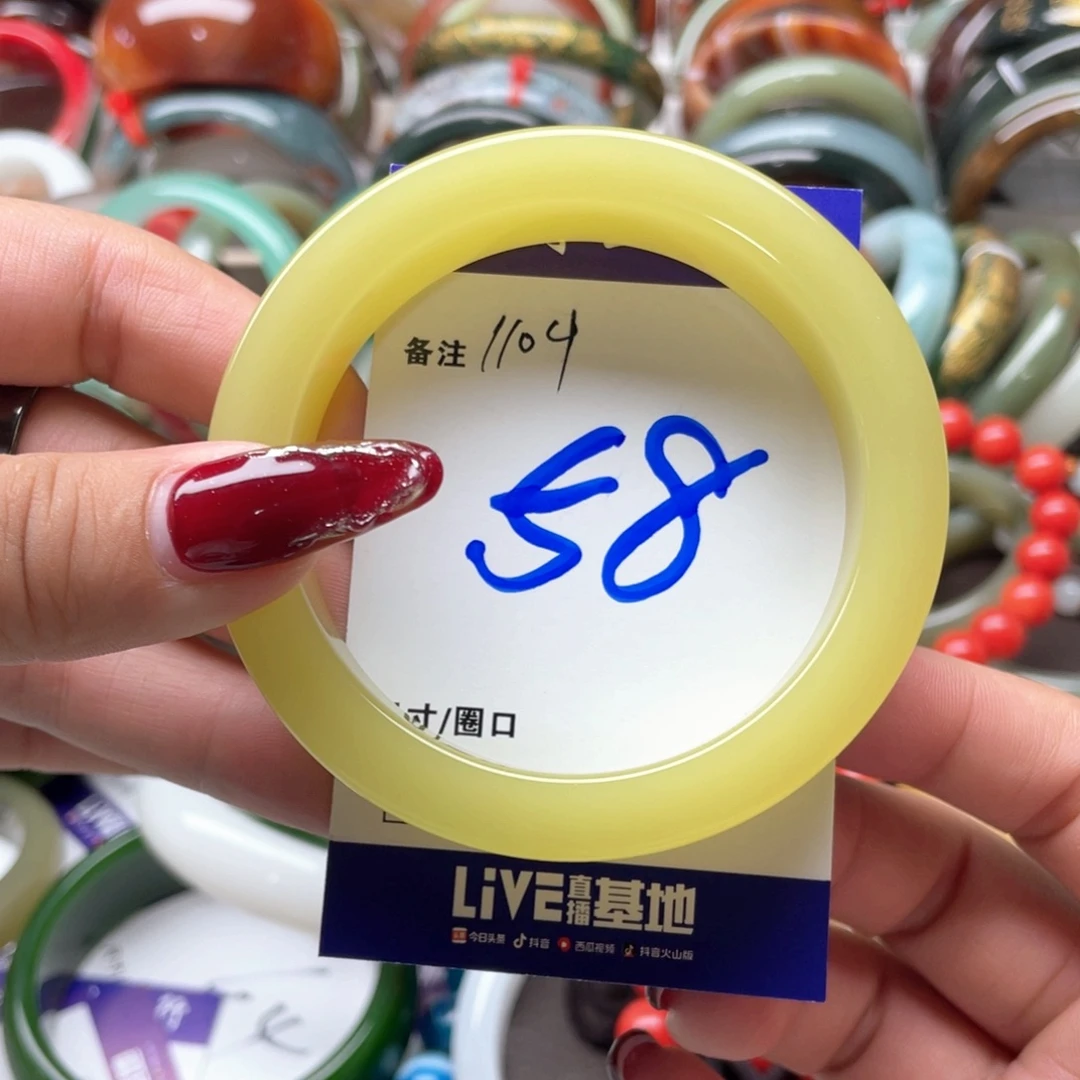 备注 1104
58
寸/圈口
LiVE直播基地
今日头条 抖音 西瓜视频 抖音火山版